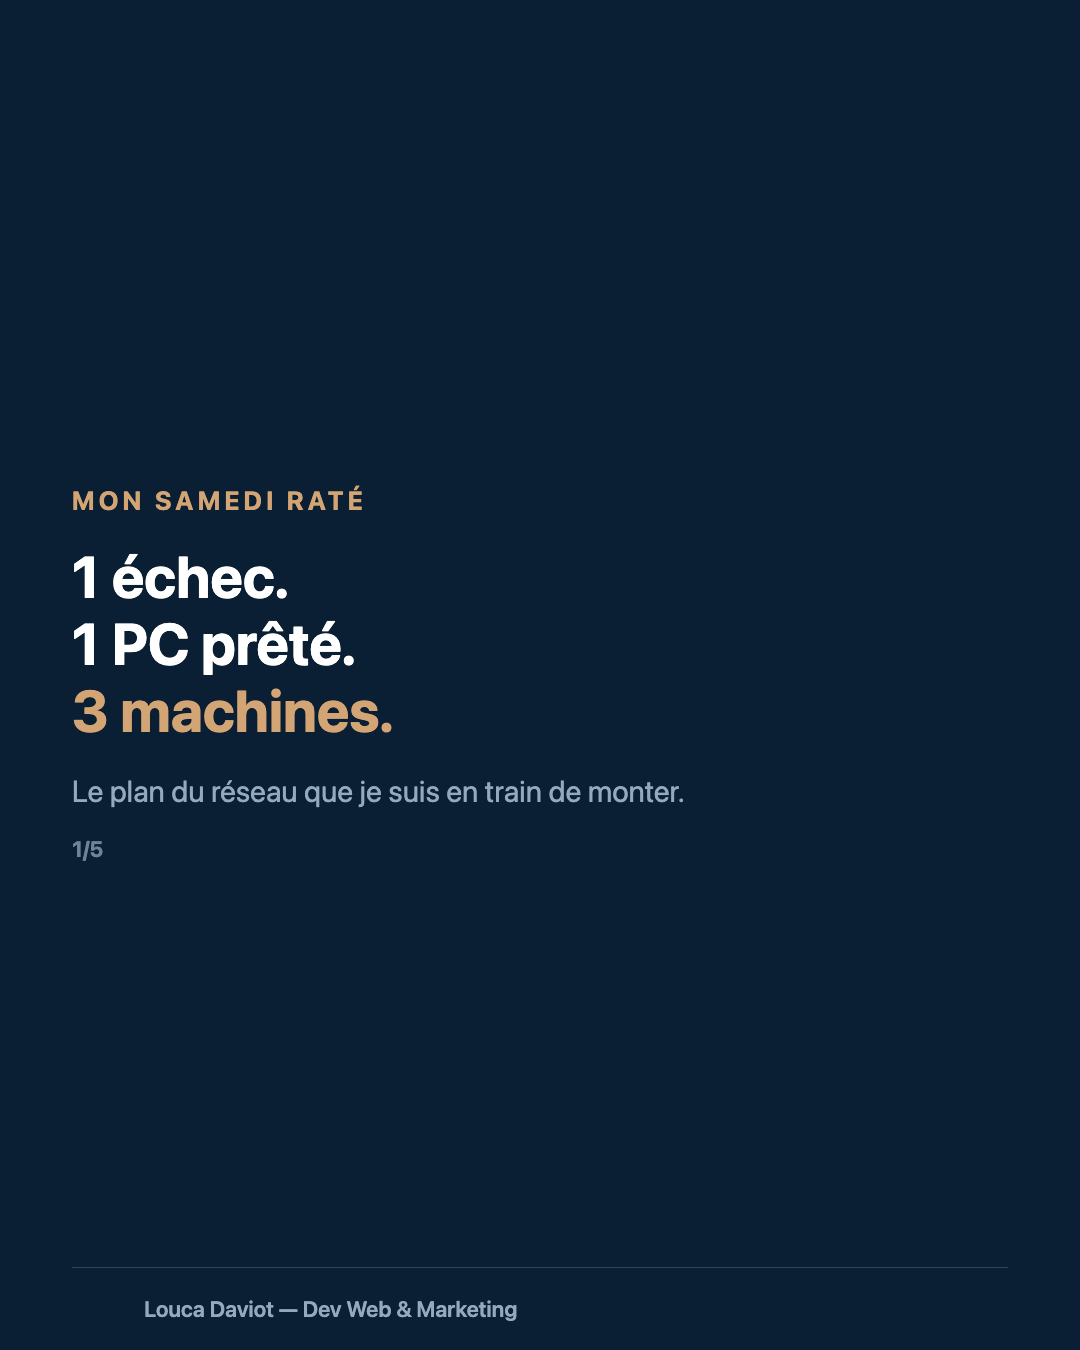 MON SAMEDI RATÉ
1 échec.
1 PC prêté.
3 machines.
Le plan du réseau que je suis en train de monter.
1/5
Louca Daviot — Dev Web & Marketing